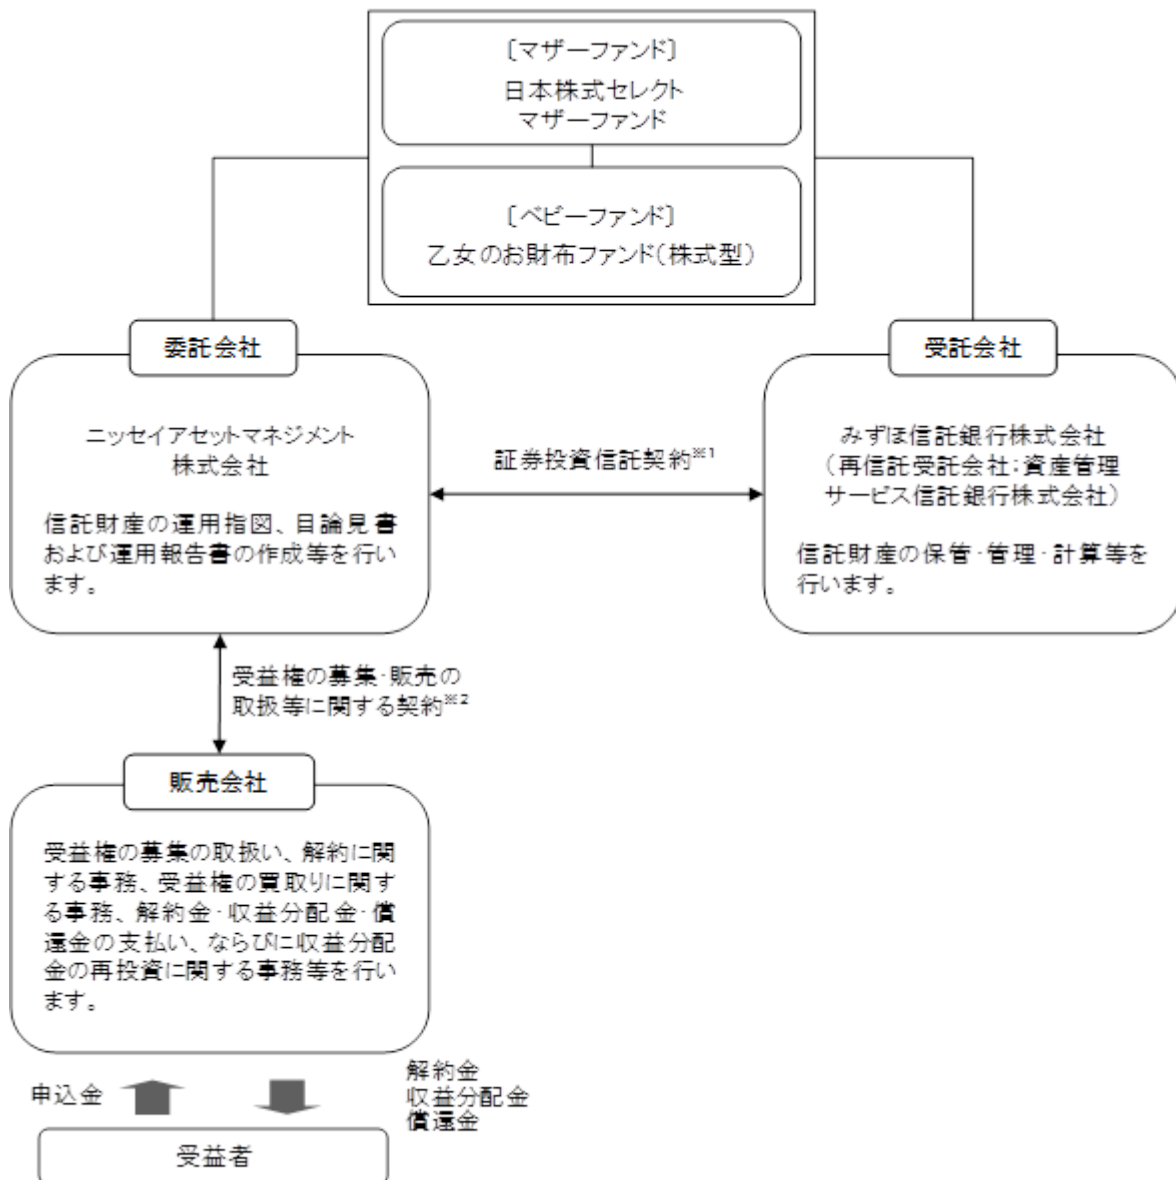 〔マザーファンド〕
日本株式セレクト
マザーファンド
〔ベビーファンド〕
乙女のお財布ファンド(株式型)
委託会社
ニッセイアセットマネジメント
株式会社
信託財産の運用指図、目論見書
および運用報告書の作成等を行い
ます。
証券投資信託契約※1
受託会社
みずほ信託銀行株式会社
(再信託受託会社:資産管理
サービス信託銀行株式会社)
信託財産の保管・管理・計算等を
行います。
受益権の募集・販売の
取扱等に関する契約※2
販売会社
受益権の募集の取扱い、解約に関
する事務、受益権の買取りに関す
る事務、解約金・収益分配金・償
還金の支払い、ならびに収益分配
金の再投資に関する事務等を行い
ます。
申込金
解約金
収益分配金
償還金
受益者